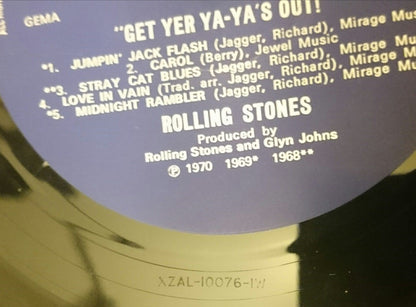 GEMA
"GET YER YA-YA'S OUT!
*1. JUMPIN' JACK FLASH (Jagger, Richard), Mirage Mus
2. CAROL (Berry), Jewel Music
**3. STRAY CAT BLUES (Jagger, Richard), Mirage Mus
4. LOVE IN VAIN (Trad. arr. Jagger, Richard), Mirage Mu
*5. MIDNIGHT RAMBLER (Jagger, Richard), Mirage Mu
ROLLING STONES
Produced by
Rolling Stones and Glyn Johns
℗ 1970 1969* 1968**
XZAL-10076-1W